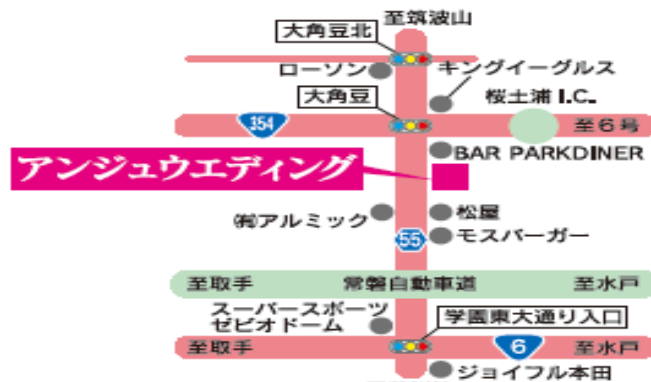 至筑波山
大角豆北
ローソン
キングイーグルス
大角豆
桜土浦 I.C.
354
至6号
BAR PARKDINER
アンジュウエディング
㈲アルミック
松屋
55
モスバーガー
至取手
常磐自動車道
至水戸
スーパースポーツ
ゼビオドーム
学園東大通り入口
至取手
6
至水戸
ジョイフル本田